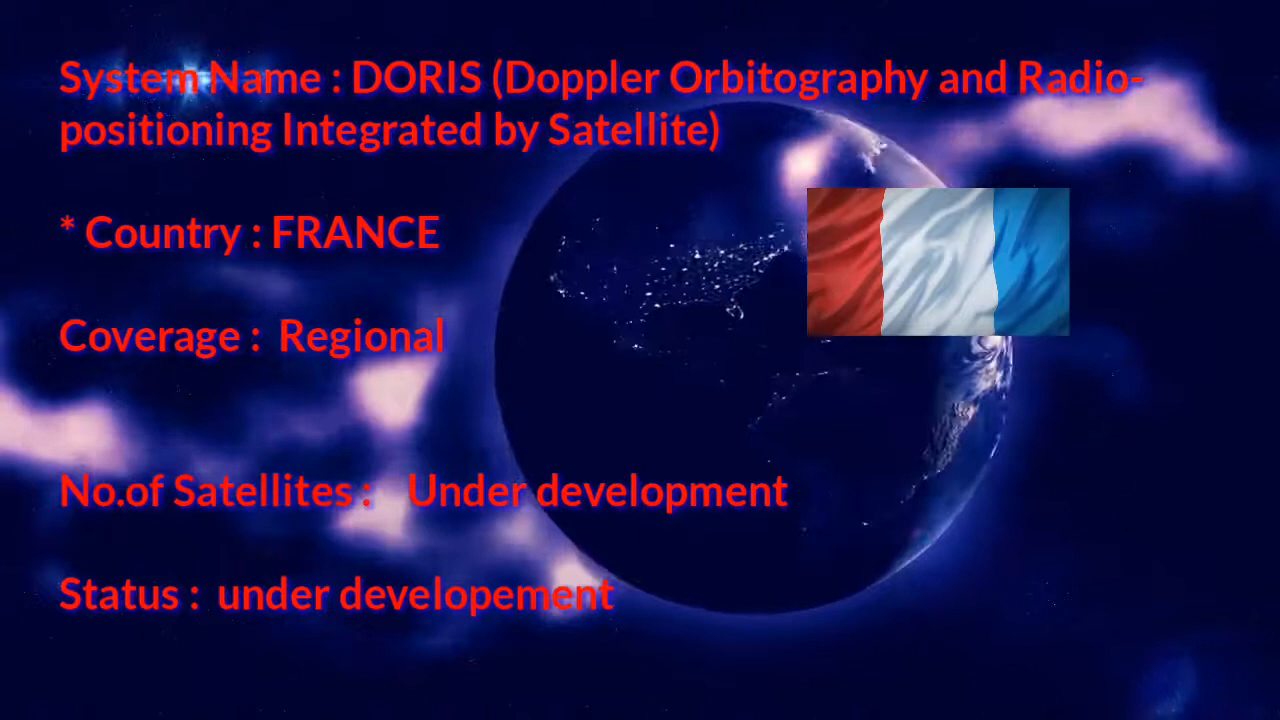 System Name : DORIS (Doppler Orbitography and Radio-
positioning Integrated by Satellite)
* Country : FRANCE
Coverage : Regional
No.of Satellites : Under development
Status : under developement